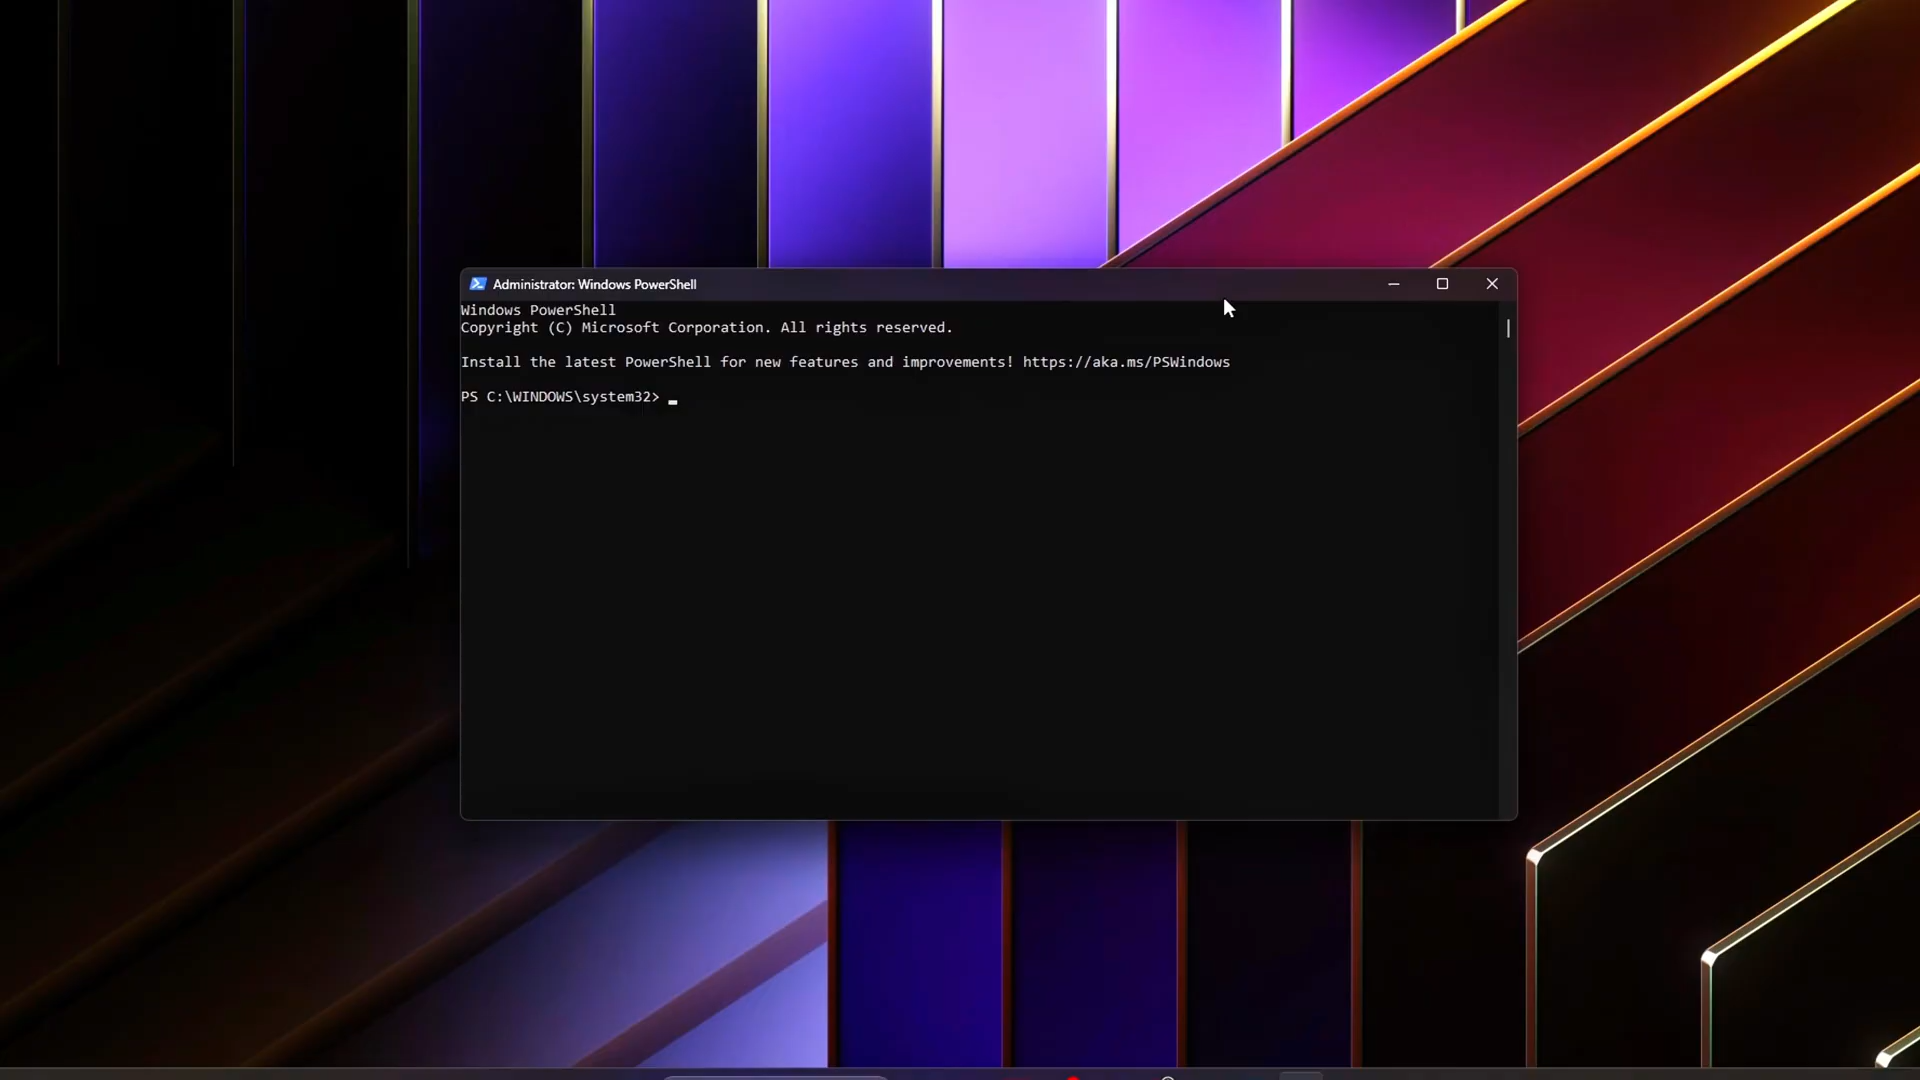 Administrator: Windows PowerShell
Windows PowerShell
Copyright (C) Microsoft Corporation. All rights reserved.
Install the latest PowerShell for new features and improvements! https://aka.ms/PSWindows
PS C:\WINDOWS\system32>